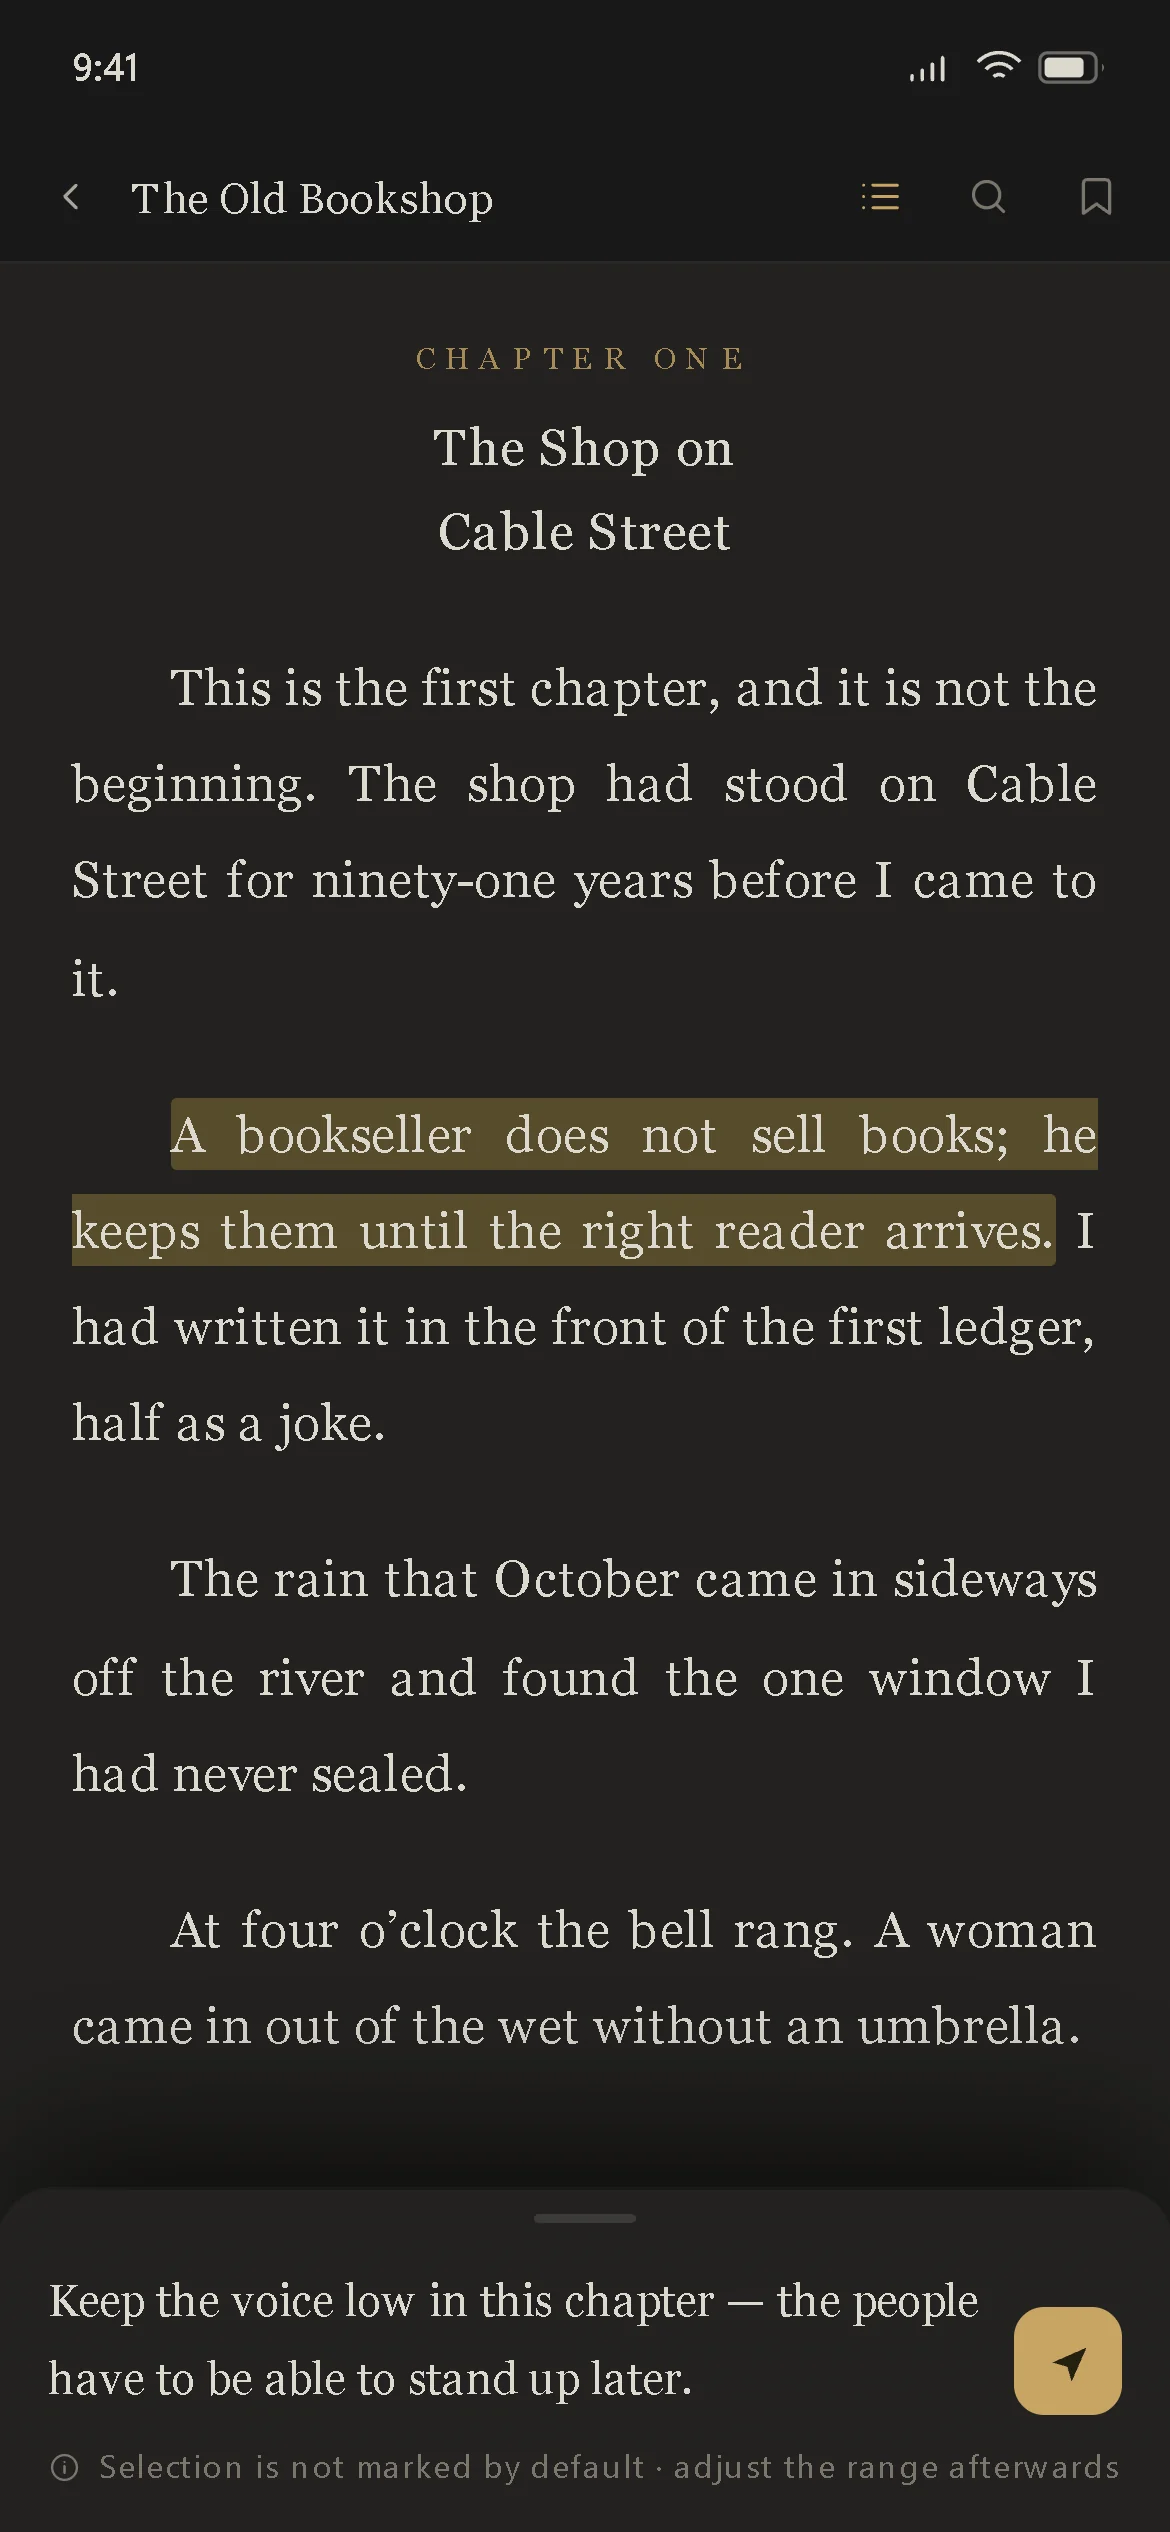 9:41
The Old Bookshop
CHAPTER ONE
The Shop on
Cable Street
This is the first chapter, and it is not the
beginning. The shop had stood on Cable
Street for ninety-one years before I came to
it.
A bookseller does not sell books; he
keeps them until the right reader arrives. I
had written it in the front of the first ledger,
half as a joke.
The rain that October came in sideways
off the river and found the one window I
had never sealed.
At four o’clock the bell rang. A woman
came in out of the wet without an umbrella.
Keep the voice low in this chapter — the people
have to be able to stand up later.
Selection is not marked by default · adjust the range afterwards